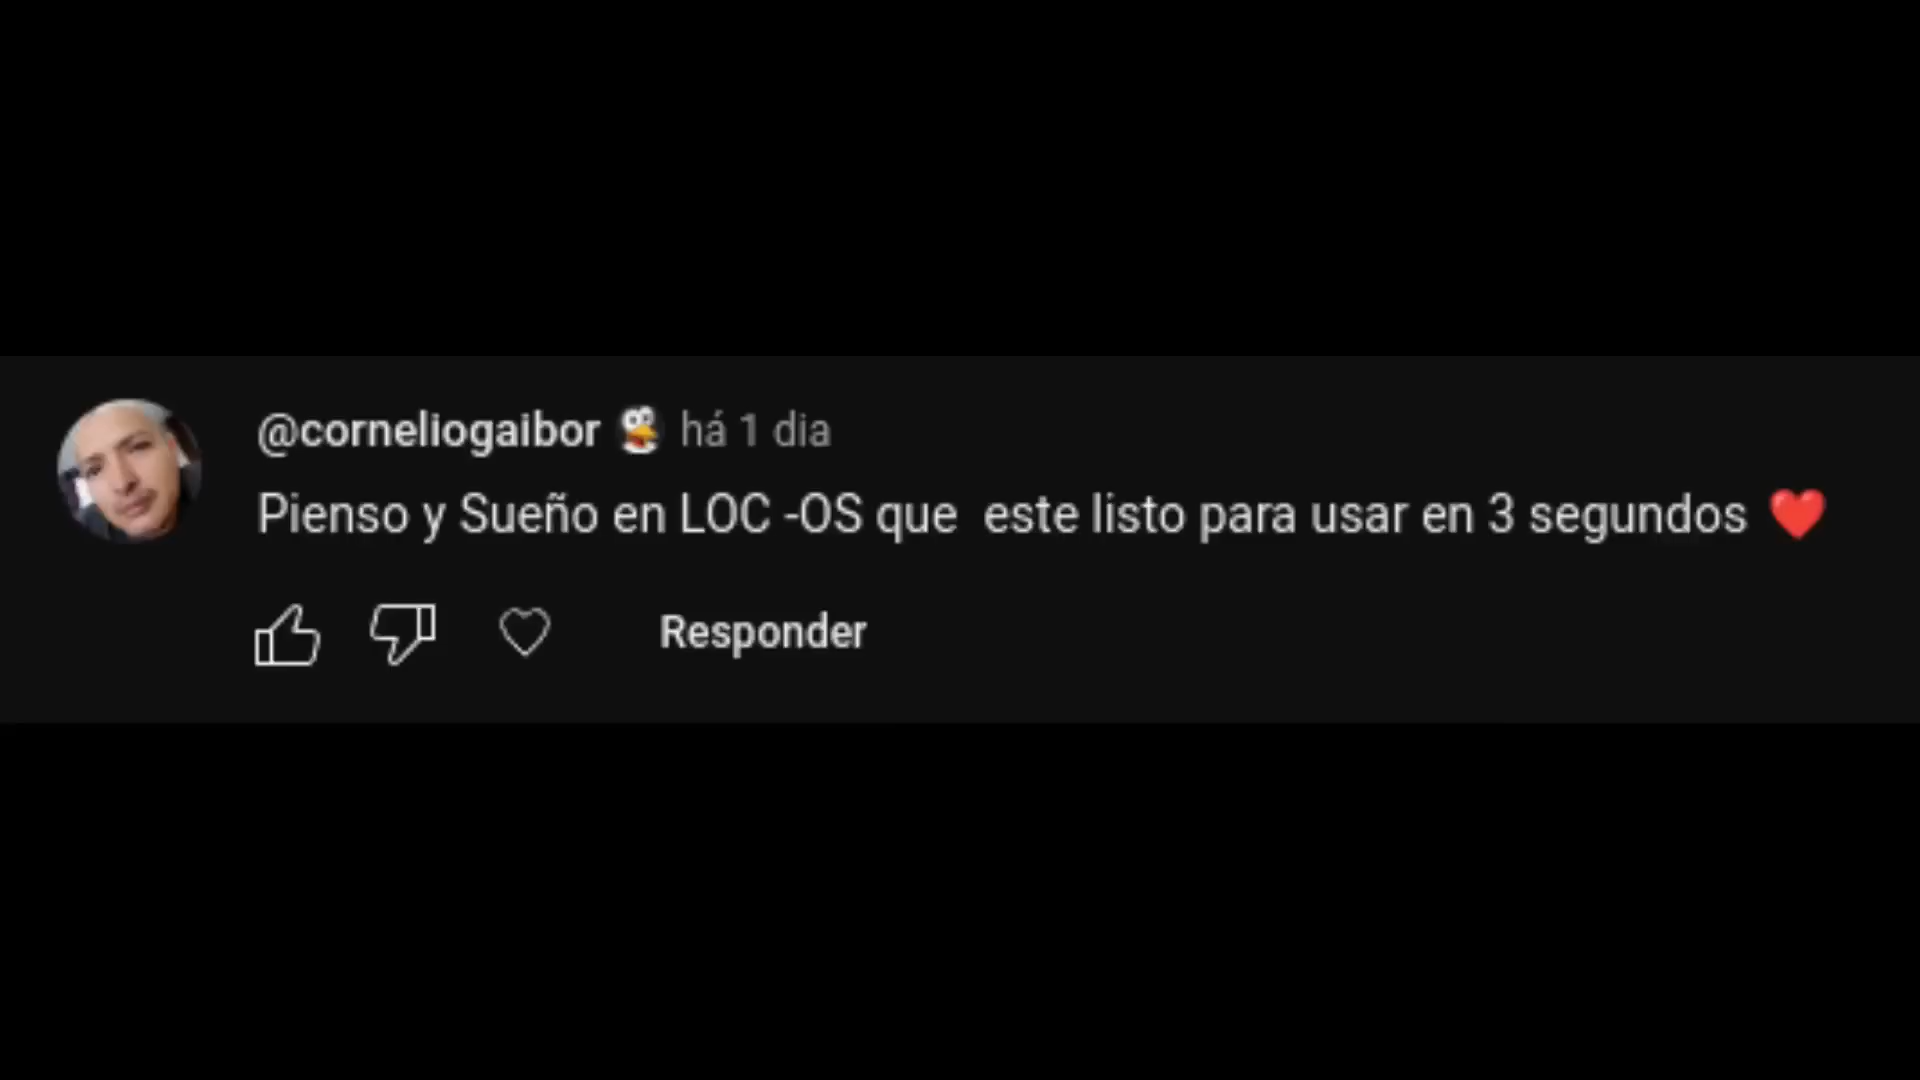 @corneliogaibor há 1 dia
Pienso y Sueño en LOC -OS que  este listo para usar en 3 segundos ❤️
Responder